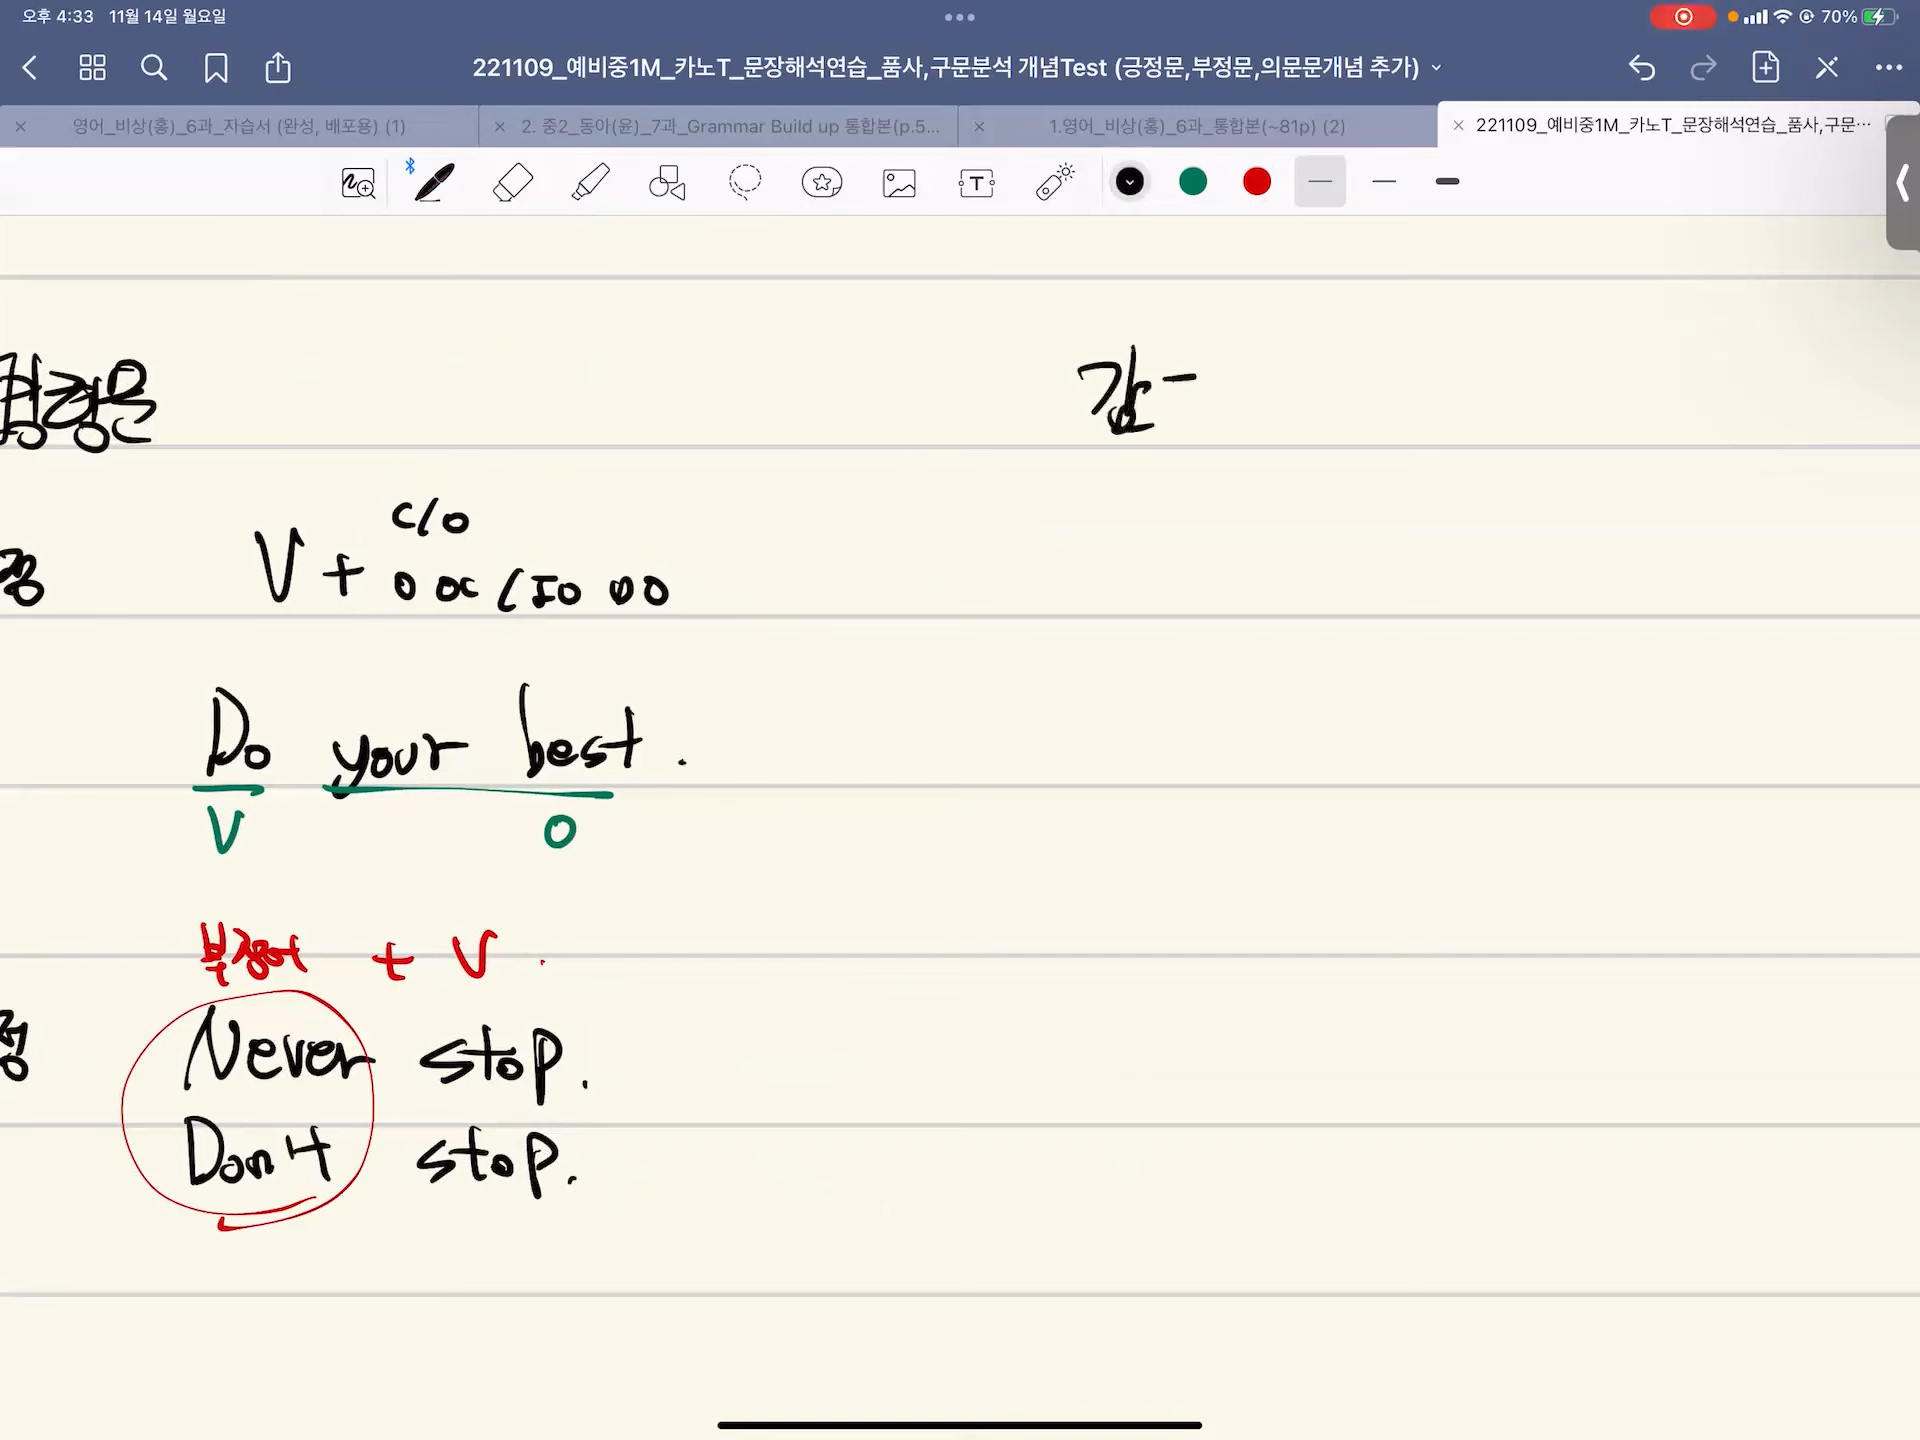 오후 4:33 11월 14일 월요일
70%
221109_예비중1M_카노T_문장해석연습_품사,구문분석 개념Test (긍정문,부정문,의문문개념 추가)
영어_비상(홍)_6과_자습서 (완성, 배포용) (1)
2. 중2_동아(윤)_7과_Grammar Build up 통합본(p.5...
1.영어_비상(홍)_6과_통합본(~81p) (2)
221109_예비중1M_카노T_문장해석연습_품사,구문…
명령문
감
C/O
V + O OC / IO DO
Do your best.
V O
부정어 + V
Never stop.
정
Don't stop.